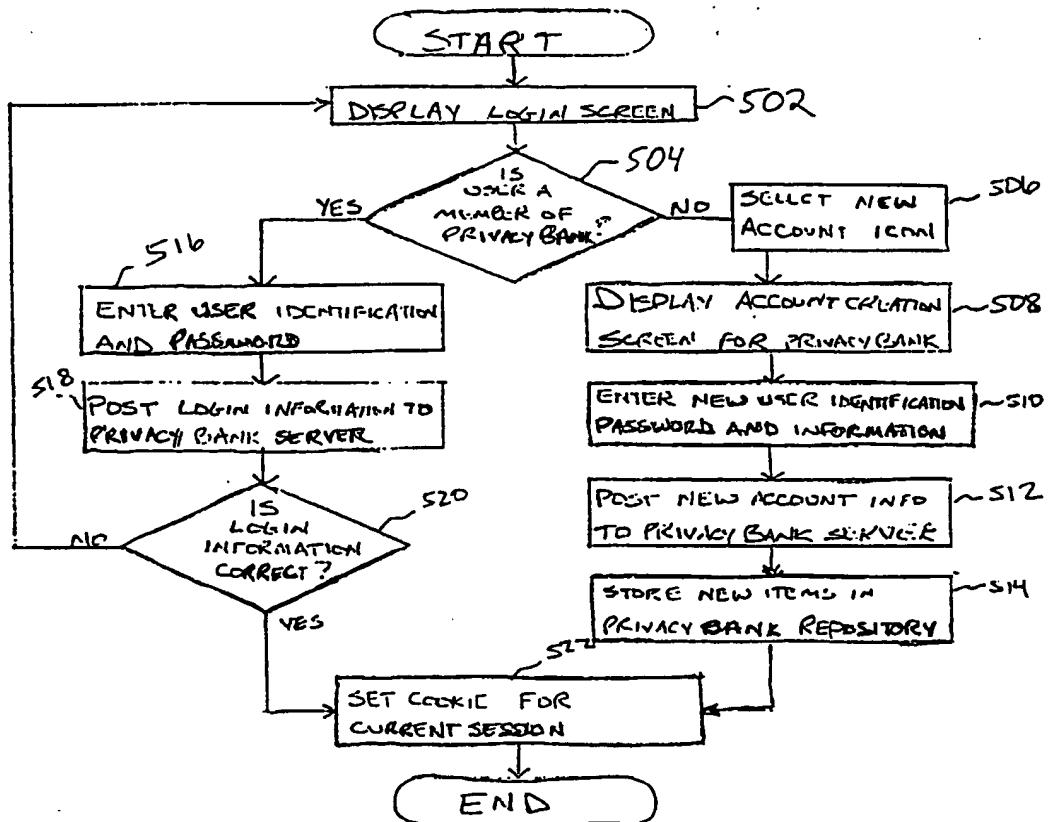 START
DISPLAY LOGIN SCREEN
502
IS
USER A
MEMBER OF
PRIVACY BANK?
504
YES
NO
SELECT NEW
ACCOUNT ICON
506
516
ENTER USER IDENTIFICATION
AND PASSWORD
DISPLAY ACCOUNT CREATION
SCREEN FOR PRIVACY BANK
508
518
POST LOGIN INFORMATION TO
PRIVACY BANK SERVER
ENTER NEW USER IDENTIFICATION
PASSWORD AND INFORMATION
510
IS
LOGIN
INFORMATION
CORRECT?
520
NO
YES
POST NEW ACCOUNT INFO
TO PRIVACY BANK SERVER
512
STORE NEW ITEMS IN
PRIVACY BANK REPOSITORY
514
522
SET COOKIE FOR
CURRENT SESSION
END